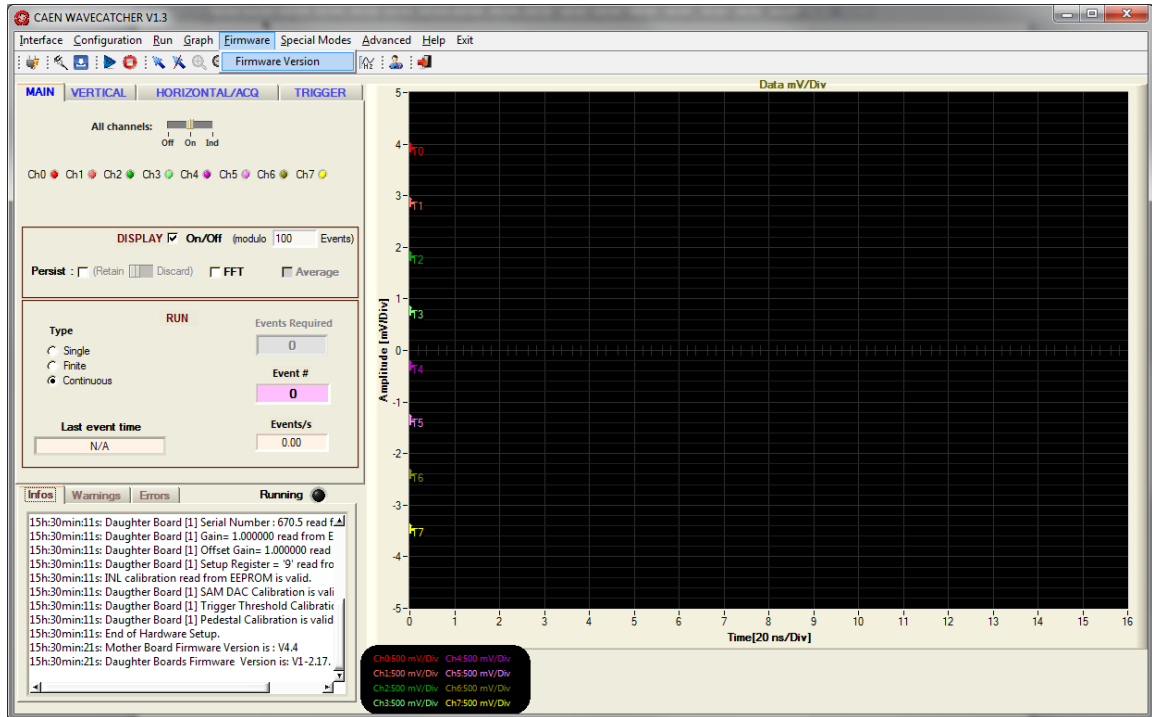 CAEN WAVECATCHER V1.3
Interface Configuration Run Graph Firmware Special Modes Advanced Help Exit
Firmware Version
MAIN VERTICAL HORIZONTAL/ACQ TRIGGER
All channels:
Off On Ind
Ch0 Ch1 Ch2 Ch3 Ch4 Ch5 Ch6 Ch7
DISPLAY On/Off (modulo 100 Events)
Persist : (Retain Discard) FFT Average
RUN
Type
Single
Finite
Continuous
Events Required
0
Event #
0
Last event time
N/A
Events/s
0.00
Infos Warnings Errors Running
15h:30min:11s: Daughter Board [1] Serial Number : 670.5 read f
15h:30min:11s: Daughter Board [1] Gain= 1.000000 read from E
15h:30min:11s: Daughter Board [1] Offset Gain= 1.000000 read
15h:30min:11s: Daugther Board [1] Setup Register = '9' read fro
15h:30min:11s: INL calibration read from EEPROM is valid.
15h:30min:11s: Daugther Board [1] SAM DAC Calibration is vali
15h:30min:11s: Daugther Board [1] Trigger Threshold Calibratic
15h:30min:11s: Daugther Board [1] Pedestal Calibration is valid
15h:30min:11s: End of Hardware Setup.
15h:30min:21s: Mother Board Firmware Version is : V4.4
15h:30min:21s: Daughter Boards Firmware Version is: V1-2.17.
Data mV/Div
Amplitude [mV/Div]
5
4
3
2
1
0
-1
-2
-3
-4
-5
T0
T1
T2
T3
T4
T5
T6
T7
0 1 2 3 4 5 6 7 8 9 10 11 12 13 14 15 16
Time[20 ns/Div]
Ch0:500 mV/Div Ch4:500 mV/Div
Ch1:500 mV/Div Ch5:500 mV/Div
Ch2:500 mV/Div Ch6:500 mV/Div
Ch3:500 mV/Div Ch7:500 mV/Div